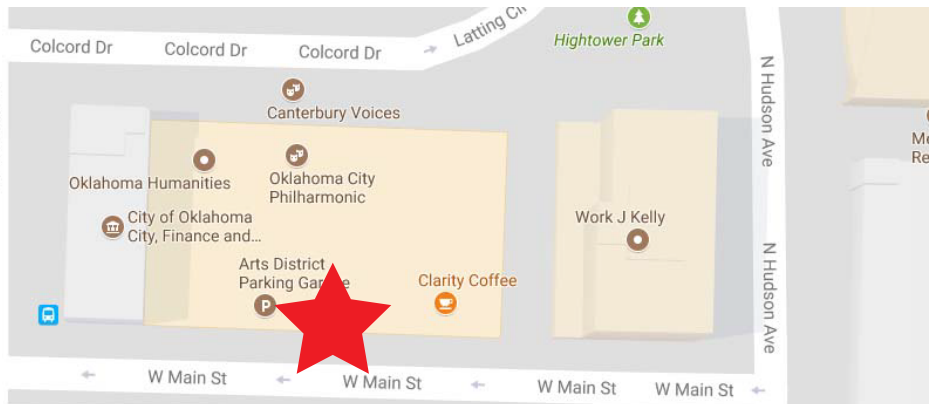 Colcord Dr
Colcord Dr
Colcord Dr
Hightower Park
N Hudson Ave
Canterbury Voices
Oklahoma Humanities
Oklahoma City
Philharmonic
City of Oklahoma
City, Finance and...
Work J Kelly
Arts District
Parking
Clarity Coffee
P
N Hudson Ave
W Main St
W Main St
W Main St
W Main St